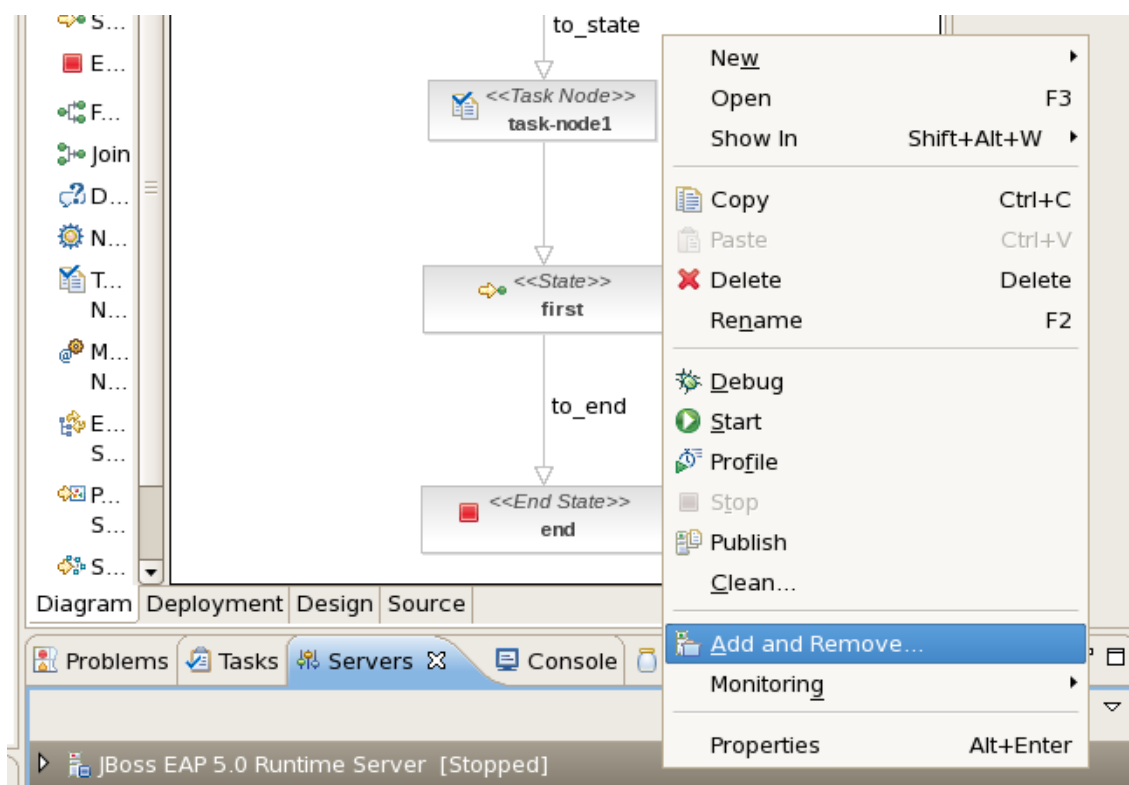 S...
E...
F...
Join
D...
N...
T...
N...
M...
N...
E...
S...
P...
S...
S...
to_state
<<Task Node>>
task-node1
<<State>>
first
to_end
<<End State>>
end
New
Open F3
Show In Shift+Alt+W
Copy Ctrl+C
Paste Ctrl+V
Delete Delete
Rename F2
Debug
Start
Profile
Stop
Publish
Clean...
Add and Remove...
Monitoring
Properties Alt+Enter
Diagram Deployment Design Source
Problems Tasks Servers Console
JBoss EAP 5.0 Runtime Server [Stopped]